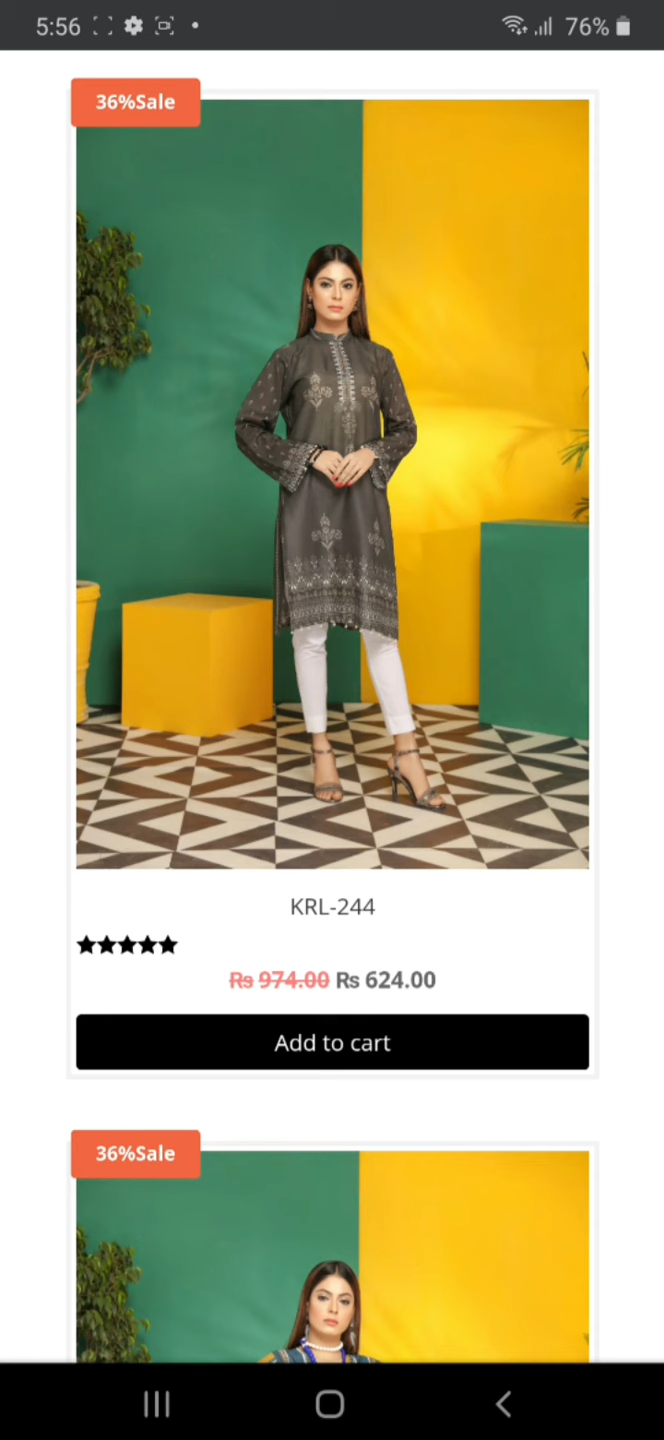 5:56
76%
36%Sale
KRL-244
₨ 974.00 ₨ 624.00
Add to cart
36%Sale